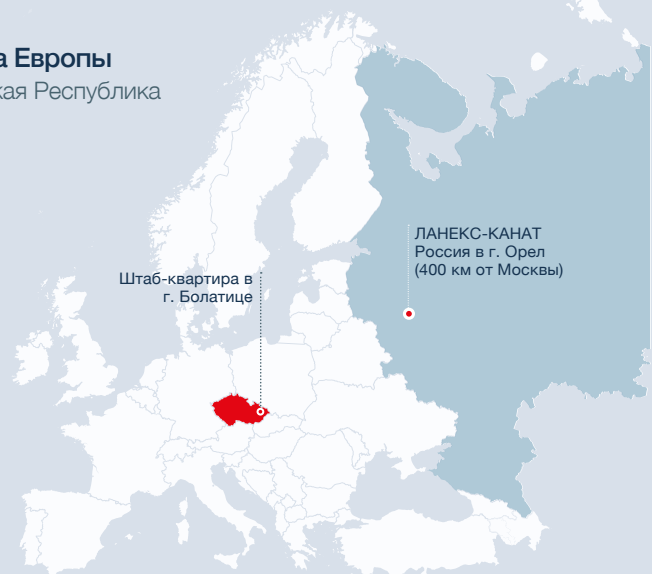 а Европы
кая Республика
ЛАНЕКС-КАНАТ
Россия в г. Орел
(400 км от Москвы)
Штаб-квартира в
г. Болатице